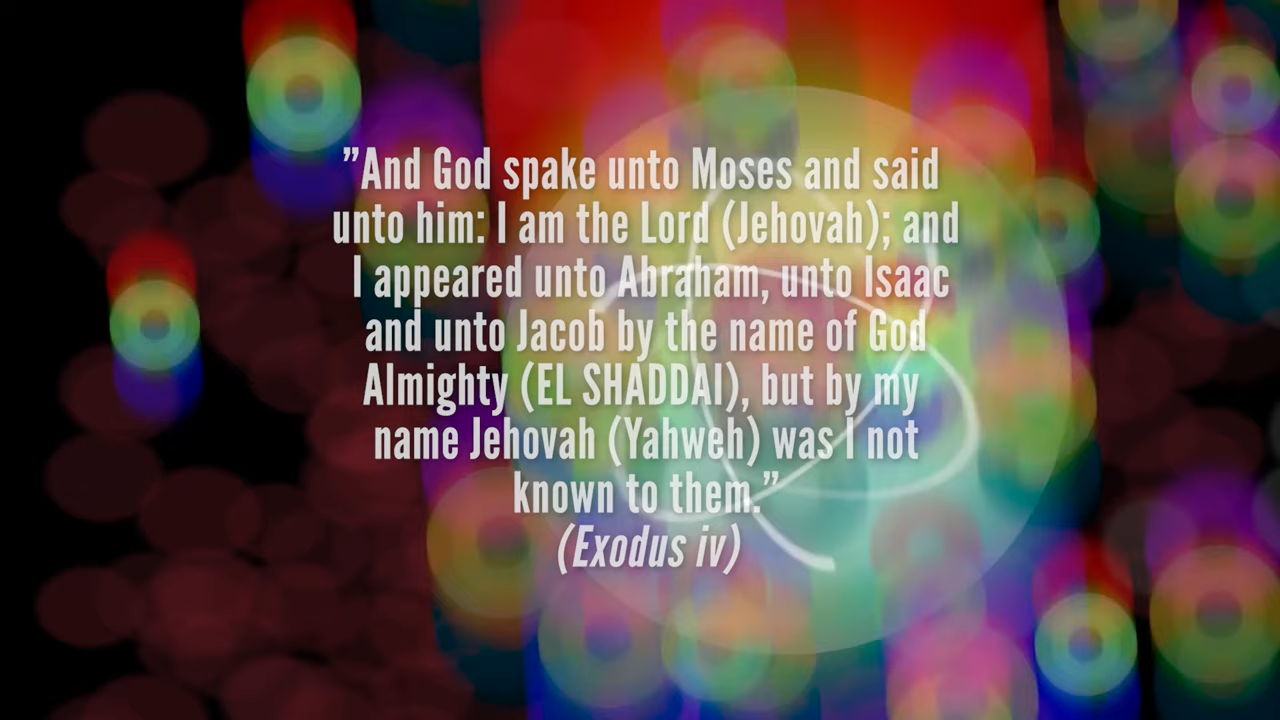 ”And God spake unto Moses and said
unto him: I am the Lord (Jehovah); and
I appeared unto Abraham, unto Isaac
and unto Jacob by the name of God
Almighty (EL SHADDAI), but by my
name Jehovah (Yahweh) was I not
known to them.”
(Exodus iv)